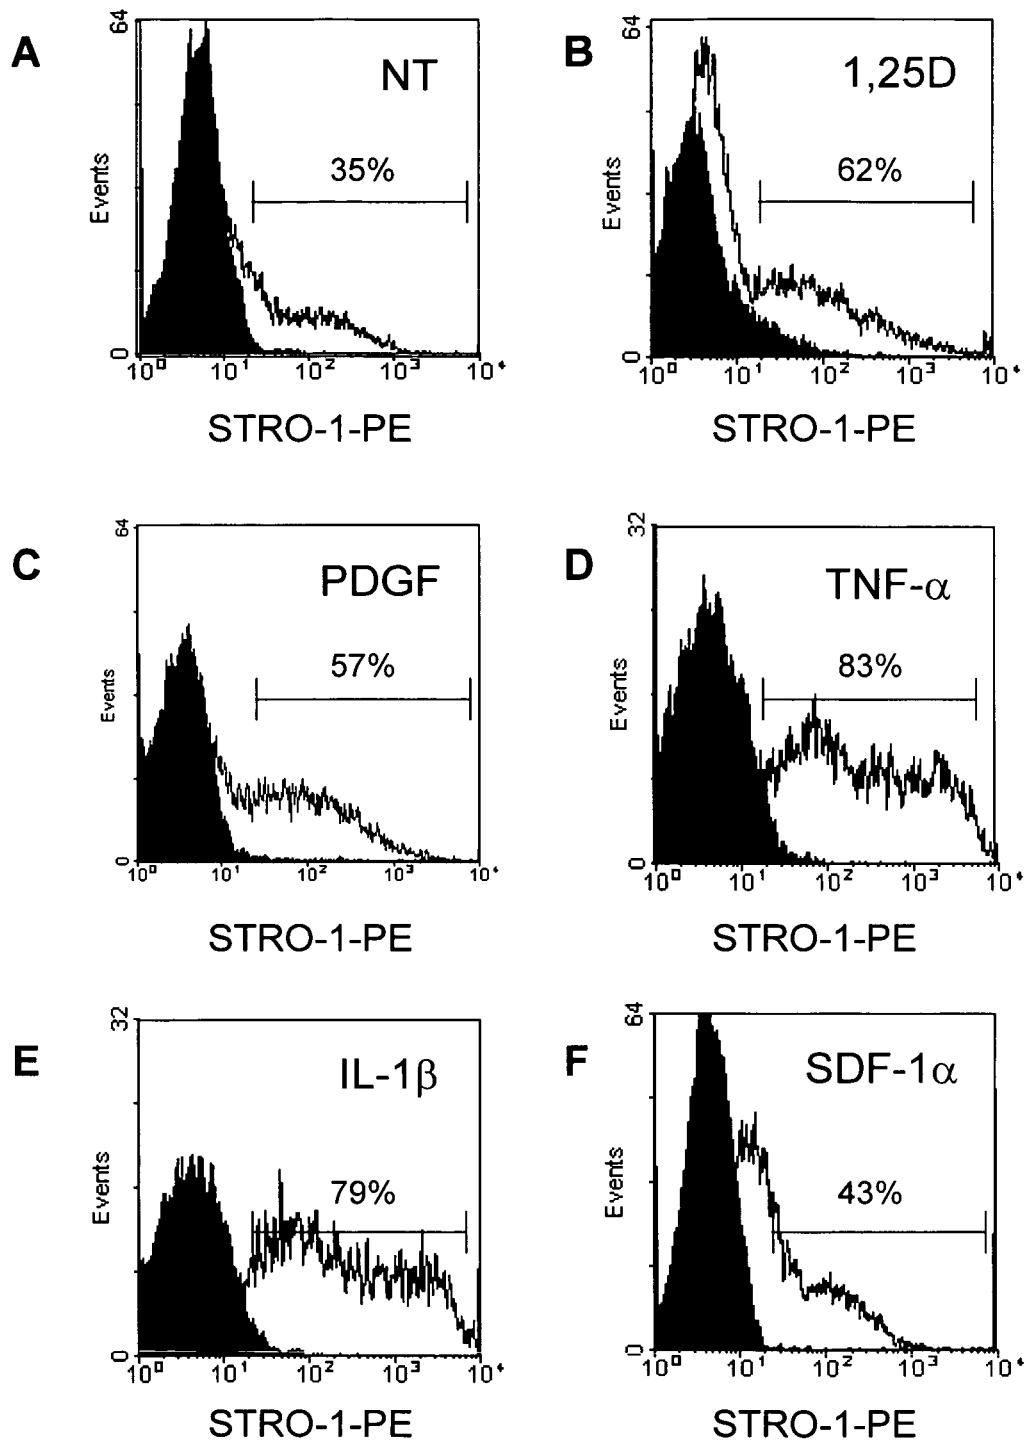 A
64
NT
35%
Events
0
10⁰ 10¹ 10² 10³ 10⁴
STRO-1-PE
B
64
1,25D
62%
Events
0
10⁰ 10¹ 10² 10³ 10⁴
STRO-1-PE
C
64
PDGF
57%
Events
0
10⁰ 10¹ 10² 10³ 10⁴
STRO-1-PE
D
32
TNF-α
83%
Events
0
10⁰ 10¹ 10² 10³ 10⁴
STRO-1-PE
E
32
IL-1β
79%
Events
0
10⁰ 10¹ 10² 10³ 10⁴
STRO-1-PE
F
64
SDF-1α
43%
Events
0
10⁰ 10¹ 10² 10³ 10⁴
STRO-1-PE